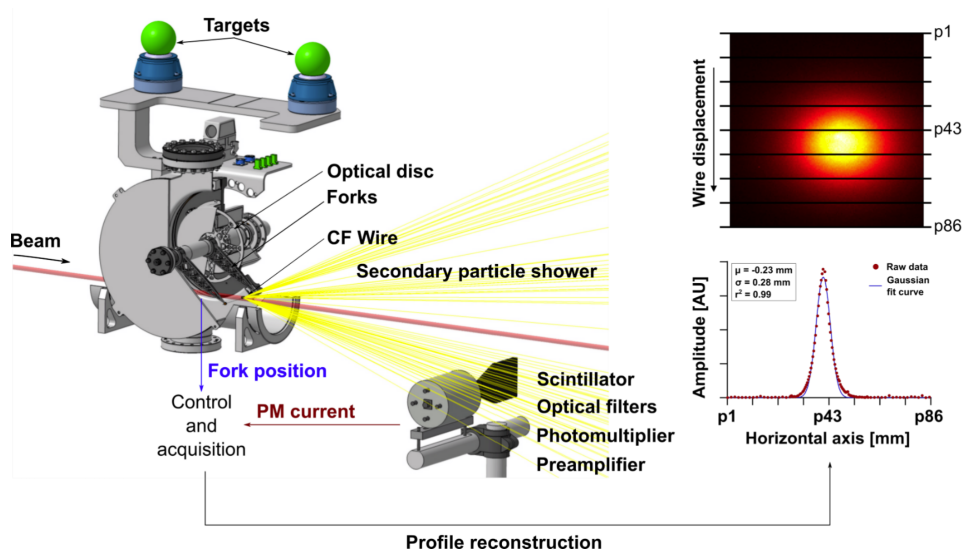 Targets
Optical disc
Forks
CF Wire
Beam
Secondary particle shower
Fork position
Control
and
acquisition
PM current
Scintillator
Optical filters
Photomultiplier
Preamplifier
Profile reconstruction
Wire displacement
p1
p43
p86
μ = -0.23 mm
σ = 0.28 mm
r² = 0.99
Raw data
Gaussian
fit curve
Amplitude [AU]
p1
p43
p86
Horizontal axis [mm]